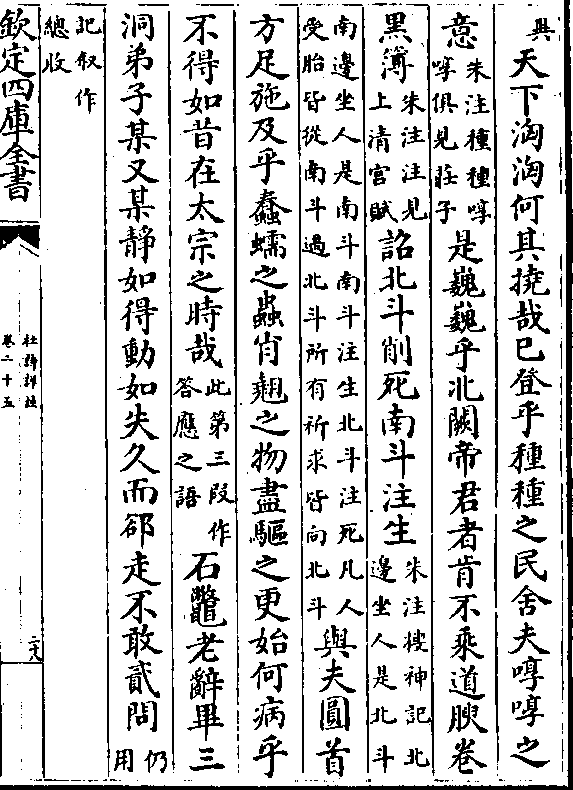 與天下洶洶何其撓哉已登乎種種之民舍夫啍啍之
意朱注種種啍啍俱見莊子是巍巍乎北闕帝君者肯不乘道腴卷
黑簿朱注注見上清宮賦詔北斗削死南斗注生朱注搜神記北邊坐人是北斗
南邊坐人是南斗南斗注生北斗注死凡人受胎皆從南斗過北斗所有祈求皆向北斗與夫圓首
方足施及乎蠢蠕之蟲肖翹之物盡驅之更始何病乎
不得如昔在太宗之時哉此第三段作答應之語石鼈老辭畢三
洞弟子某又某靜如得動如失久而郤走不敢貳問仍用
記叙作總收
欽定四庫全書
杜詩詳註
卷二十五
二八